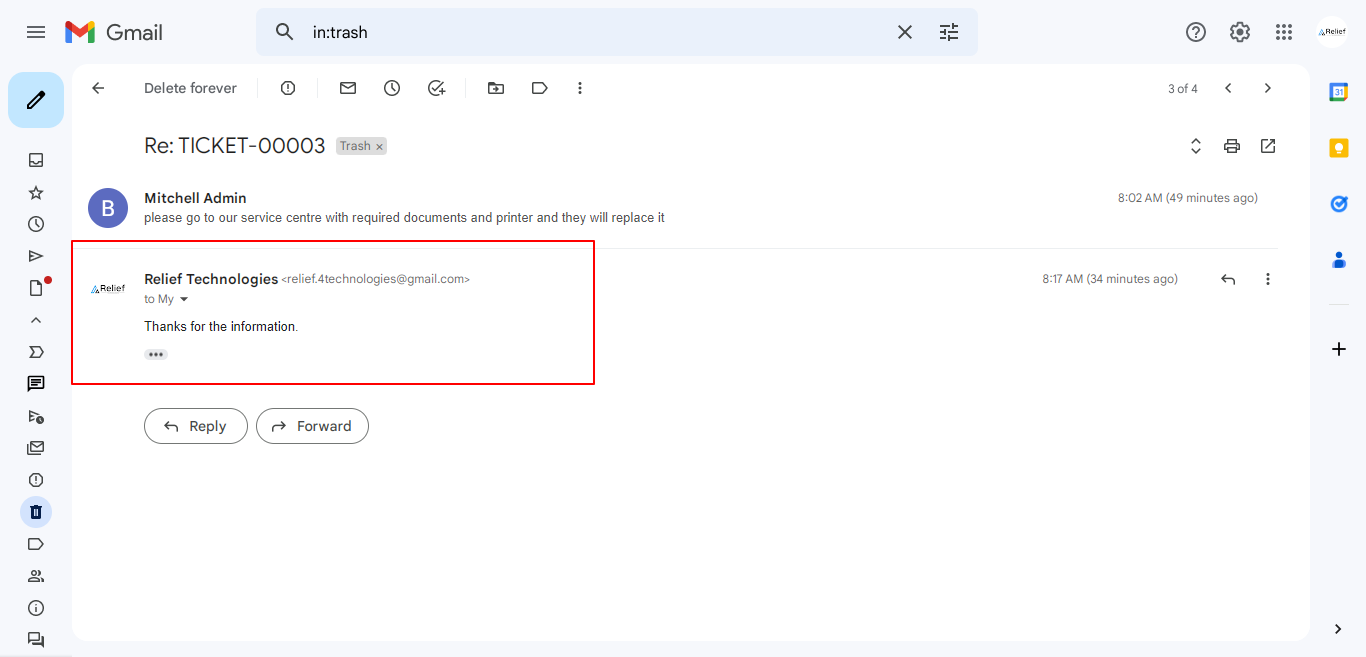 Gmail
in:trash
Relief
Delete forever
3 of 4
Re: TICKET-00003
Trash ×
B
Mitchell Admin
8:02 AM (49 minutes ago)
please go to our service centre with required documents and printer and they will replace it
Relief
Relief Technologies <relief.4technologies@gmail.com>
8:17 AM (34 minutes ago)
to My
Thanks for the information.
Reply
Forward
31